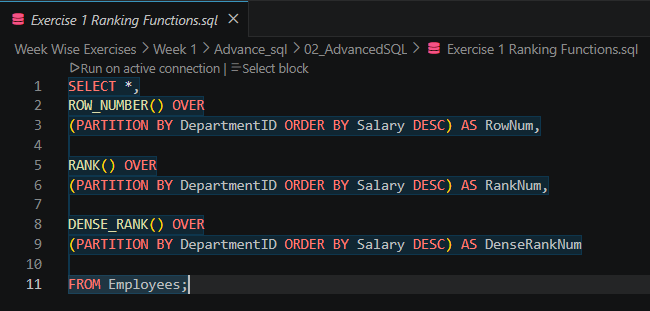 Exercise 1 Ranking Functions.sql ×
Week Wise Exercises > Week 1 > Advance_sql > 02_AdvancedSQL > Exercise 1 Ranking Functions.sql
▷Run on active connection | ≡Select block
1 SELECT *,
2 ROW_NUMBER() OVER
3 (PARTITION BY DepartmentID ORDER BY Salary DESC) AS RowNum,
4
5 RANK() OVER
6 (PARTITION BY DepartmentID ORDER BY Salary DESC) AS RankNum,
7
8 DENSE_RANK() OVER
9 (PARTITION BY DepartmentID ORDER BY Salary DESC) AS DenseRankNum
10
11 FROM Employees;